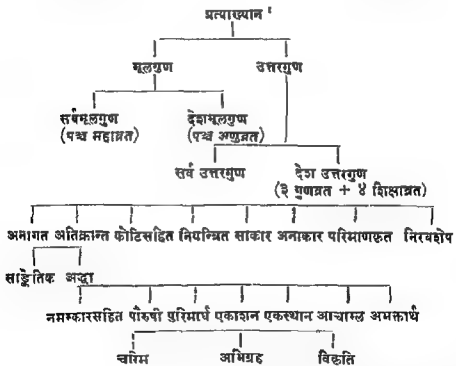 प्रत्याख्यान १
मूलगुण उत्तरगुण
सर्वमूलगुण देशमूलगुण
(पञ्च महाव्रत) (पञ्च अणुव्रत)
सर्व उत्तरगुण देश उत्तरगुण
(३ गुणव्रत + ४ शिक्षाव्रत)
अनागत अतिक्रान्त कोटिसहित नियन्त्रित साकार अनाकार परिमाणकृत निरवशेप
साङ्केतिक अद्धा
नमस्कारसहित पौरुषी पुरिमार्ध एकाशन एकस्थान आचाम्ल अभक्तार्थ
चरिम अभिग्रह विकृति